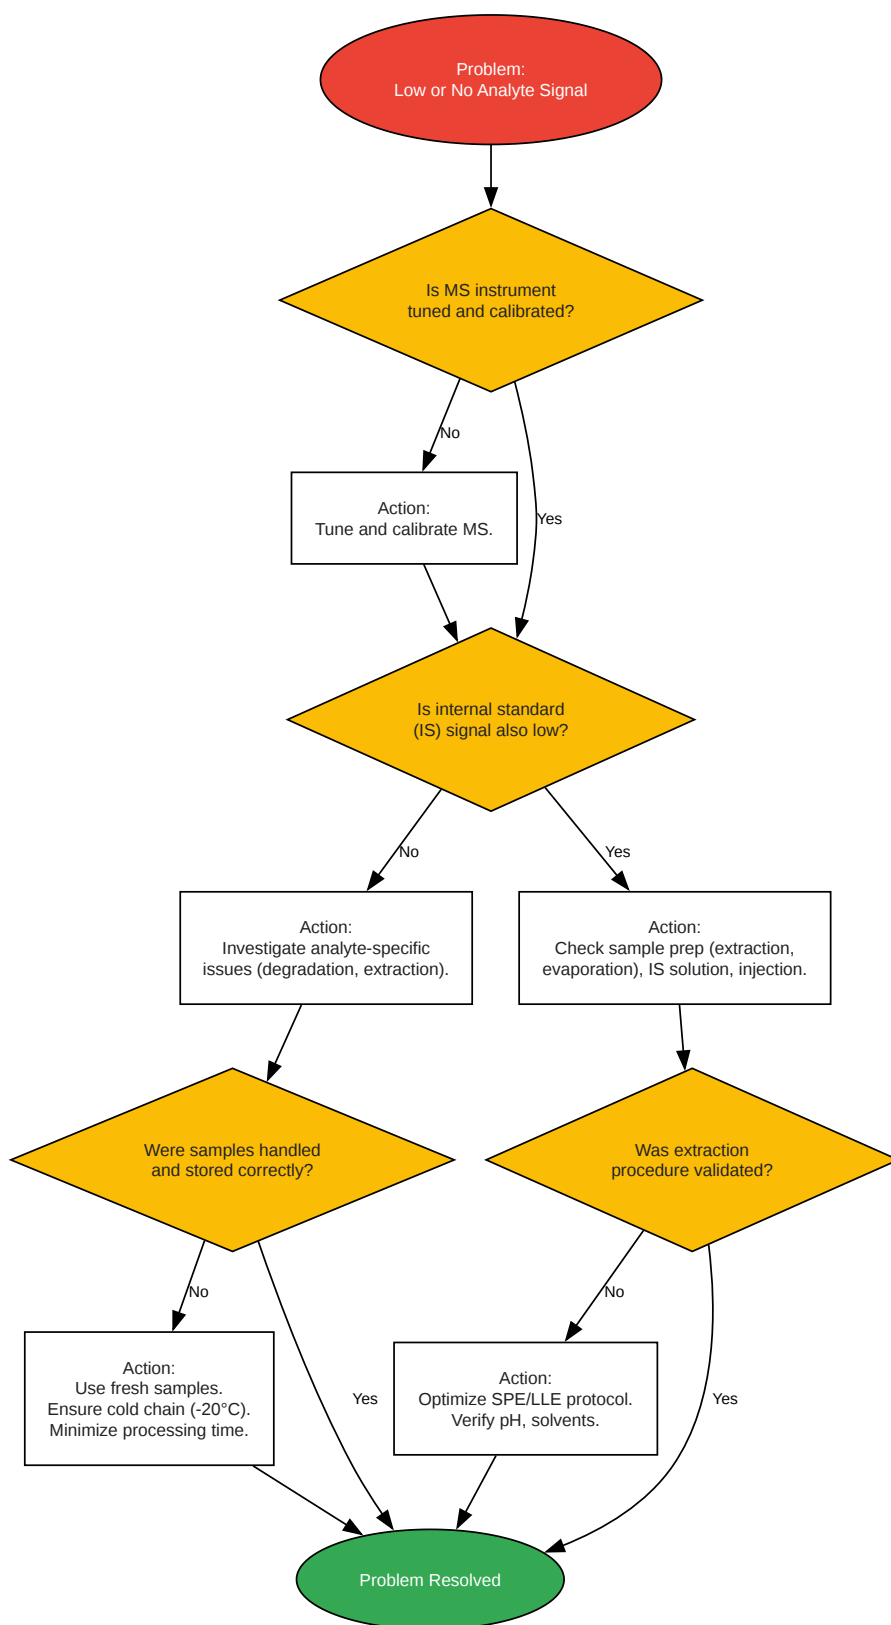 Problem:
Low or No Analyte Signal
Is MS instrument
tuned and calibrated?
No
Action:
Tune and calibrate MS.
Yes
Is internal standard
(IS) signal also low?
No
Yes
Action:
Investigate analyte-specific
issues (degradation, extraction).
Action:
Check sample prep (extraction,
evaporation), IS solution, injection.
Were samples handled
and stored correctly?
Was extraction
procedure validated?
No
No
Action:
Use fresh samples.
Ensure cold chain (-20°C).
Minimize processing time.
Yes
Action:
Optimize SPE/LLE protocol.
Verify pH, solvents.
Yes
Problem Resolved